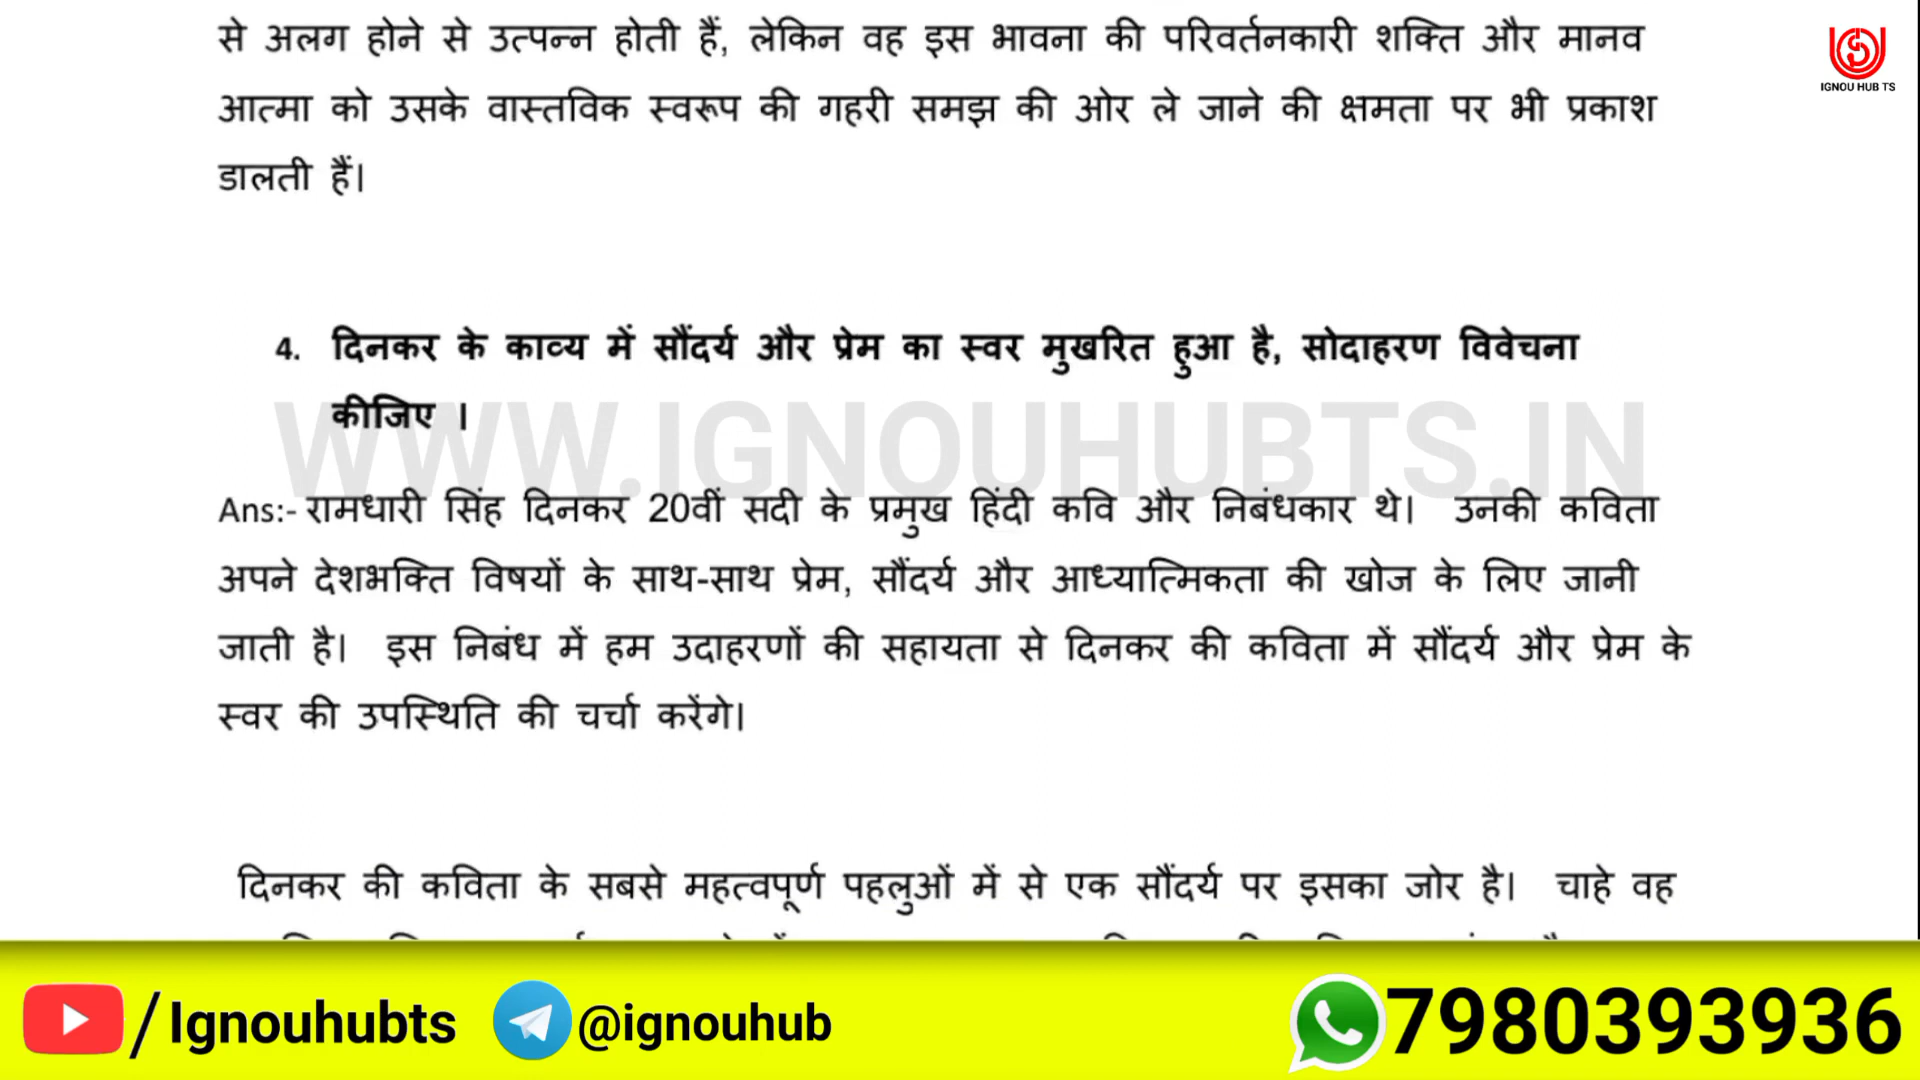 से अलग होने से उत्पन्न होती हैं, लेकिन वह इस भावना की परिवर्तनकारी शक्ति और मानव
आत्मा को उसके वास्तविक स्वरूप की गहरी समझ की ओर ले जाने की क्षमता पर भी प्रकाश
डालती हैं।
IGNOU HUB TS
4. दिनकर के काव्य में सौंदर्य और प्रेम का स्वर मुखरित हुआ है, सोदाहरण विवेचना
कीजिए ।
WWW.IGNOUHUBTS.IN
Ans:- रामधारी सिंह दिनकर 20वीं सदी के प्रमुख हिंदी कवि और निबंधकार थे। उनकी कविता
अपने देशभक्ति विषयों के साथ-साथ प्रेम, सौंदर्य और आध्यात्मिकता की खोज के लिए जानी
जाती है। इस निबंध में हम उदाहरणों की सहायता से दिनकर की कविता में सौंदर्य और प्रेम के
स्वर की उपस्थिति की चर्चा करेंगे।
दिनकर की कविता के सबसे महत्वपूर्ण पहलुओं में से एक सौंदर्य पर इसका जोर है। चाहे वह
/Ignouhubts @ignouhub 7980393936